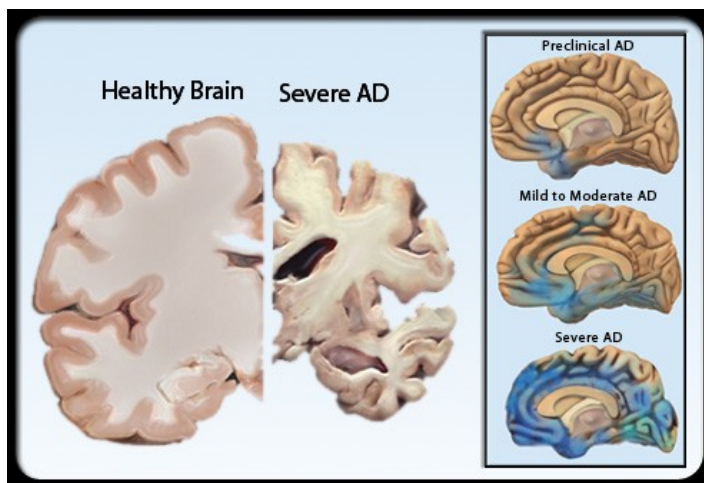 Healthy Brain
Severe AD
Preclinical AD
Mild to Moderate AD
Severe AD